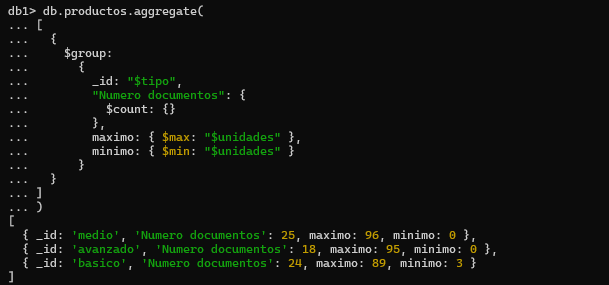 db1> db.productos.aggregate(
... [
...   {
...     $group:
...       {
...         _id: "$tipo",
...         "Numero documentos": {
...           $count: {}
...         },
...         maximo: { $max: "$unidades" },
...         minimo: { $min: "$unidades" }
...       }
...   }
... ]
... )
[
  { _id: 'medio', 'Numero documentos': 25, maximo: 96, minimo: 0 },
  { _id: 'avanzado', 'Numero documentos': 18, maximo: 95, minimo: 0 },
  { _id: 'basico', 'Numero documentos': 24, maximo: 89, minimo: 3 }
]